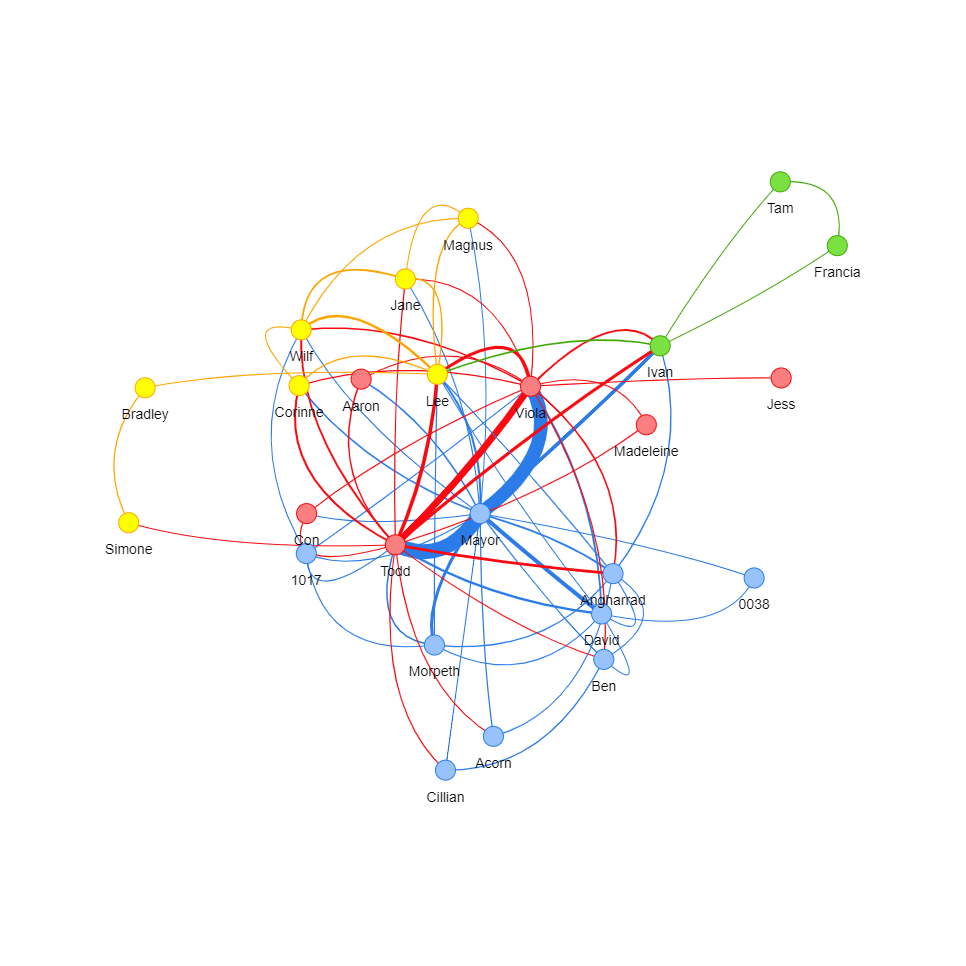 Tam
Magnus
Francia
Jane
Wilf
Ivan
Lee
Aaron
Corinne
Bradley
Viola
Jess
Madeleine
Con
Mayor
Simone
Todd
1017
Angharrad
0038
David
Morpeth
Ben
Acorn
Cillian